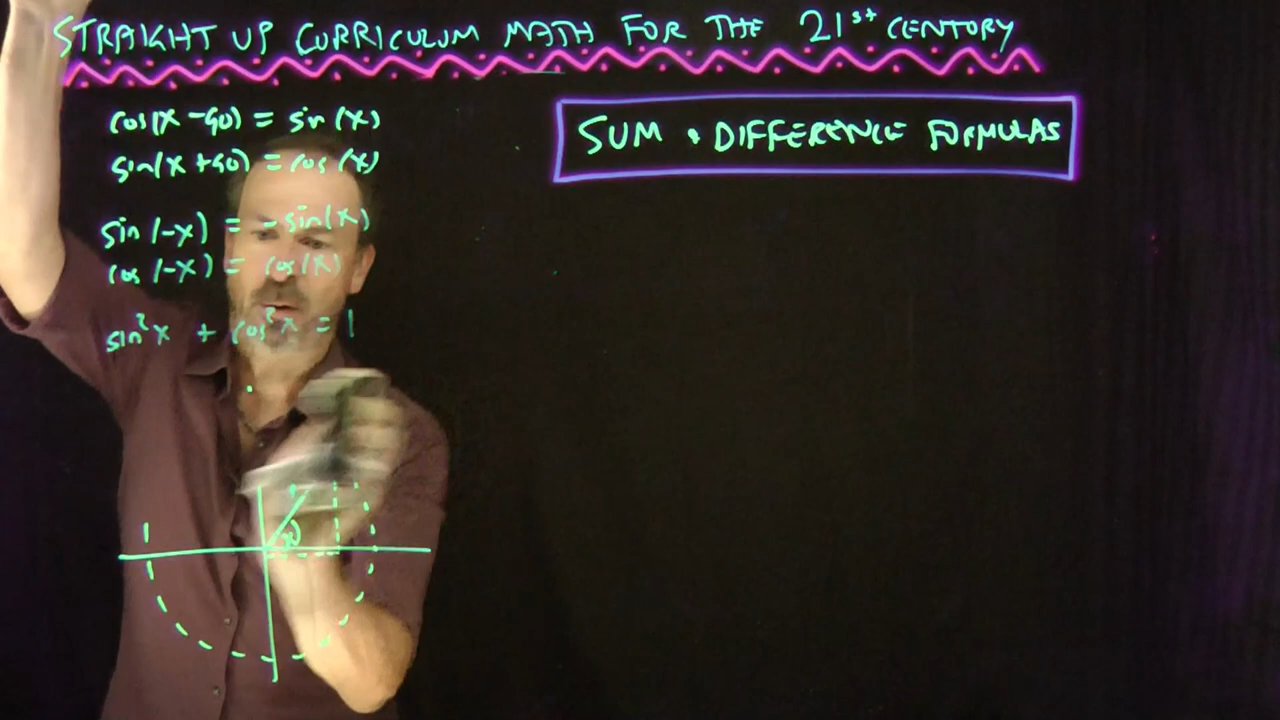 STRAIGHT UP CURRICULUM MATH FOR THE 21st CENTURY
cos(x -90) = sin(x)
sin(x +90) = cos(x)
SUM + DIFFERENCE FORMULAS
sin(-x) = -sin(x)
cos(-x) = cos(x)
sin²x + cos²x = 1